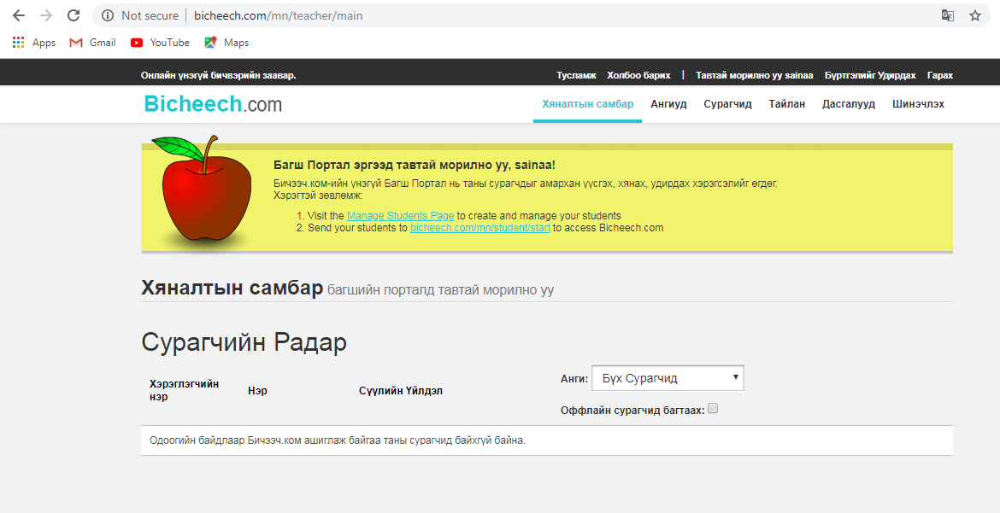 Not secure | bicheech.com/mn/teacher/main
Apps Gmail YouTube Maps
Онлайн үнэгүй бичвэрийн заавар. Тусламж Холбоо барих | Тавтай морилно уу sainaa Бүртгэлийг Удирдах Гарах
Bicheech.com Хяналтын самбар Ангиуд Сурагчид Тайлан Дасгалууд Шинэчлэх
Багш Портал эргээд тавтай морилно уу, sainaa!
Бичээч.ком-ийн үнэгүй Багш Портал нь таны сурагчдыг амархан үүсгэх, хянах, удирдах хэрэгсэлийг өгдөг.
Хэрэгтэй зөвлөмж:
1. Visit the Manage Students Page to create and manage your students
2. Send your students to bicheech.com/mn/student/start to access Bicheech.com
Хяналтын самбар багшийн порталд тавтай морилно уу
Сурагчийн Радар
Хэрэглэгчийн
нэр
Нэр
Сүүлийн Үйлдэл
Анги: Бүх Сурагчид
Оффлайн сурагчид багтаах:
Одоогийн байдлаар Бичээч.ком ашиглаж байгаа таны сурагчид байхгүй байна.